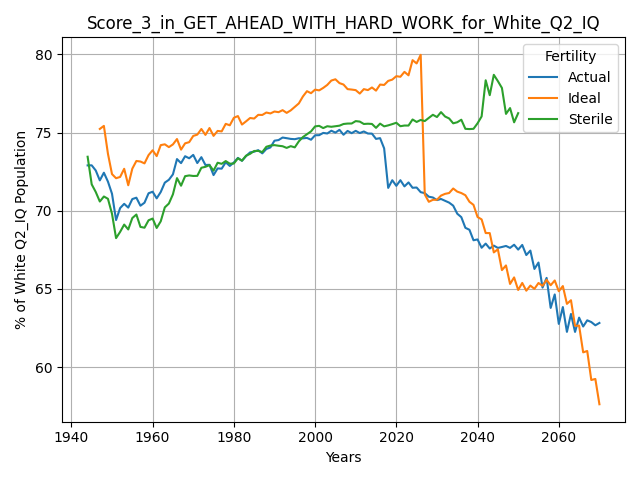 Score_3_in_GET_AHEAD_WITH_HARD_WORK_for_White_Q2_IQ
% of White Q2_IQ Population
80
75
70
65
60
Fertility
Actual
Ideal
Sterile
1940 1960 1980 2000 2020 2040 2060
Years